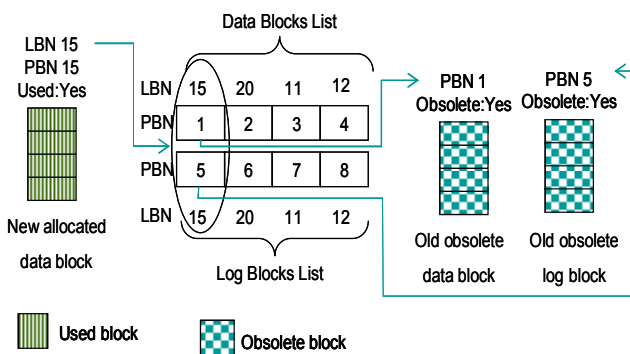 Data Blocks List
LBN 15
PBN 15
Used:Yes
LBN 15 20 11 12
PBN 1 2 3 4
PBN 5 6 7 8
LBN 15 20 11 12
Log Blocks List
New allocated
data block
PBN 1
Obsolete:Yes
Old obsolete
data block
PBN 5
Obsolete:Yes
Old obsolete
log block
Used block
Obsolete block